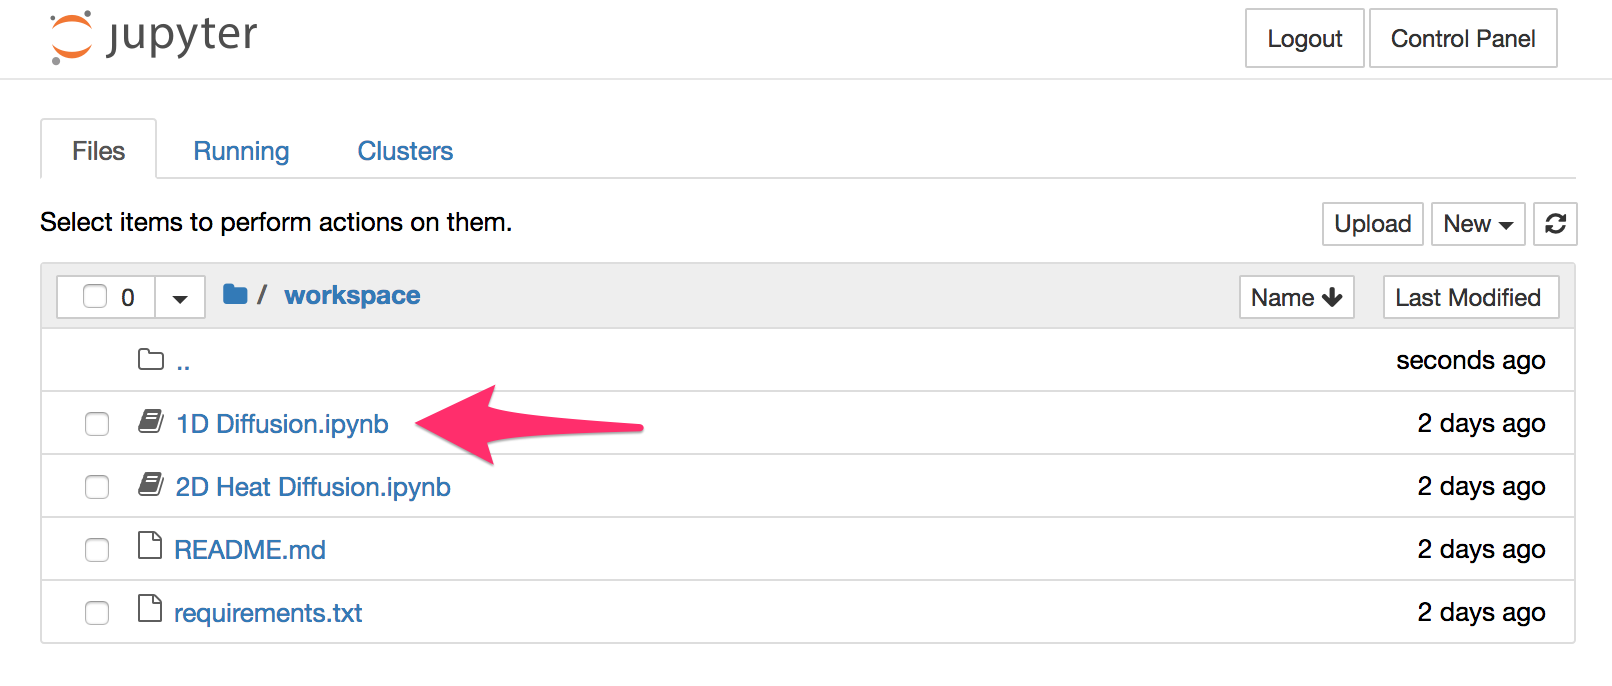 jupyter
Logout Control Panel
Files Running Clusters
Select items to perform actions on them.
Upload New
0 / workspace Name Last Modified
.. seconds ago
1D Diffusion.ipynb 2 days ago
2D Heat Diffusion.ipynb 2 days ago
README.md 2 days ago
requirements.txt 2 days ago